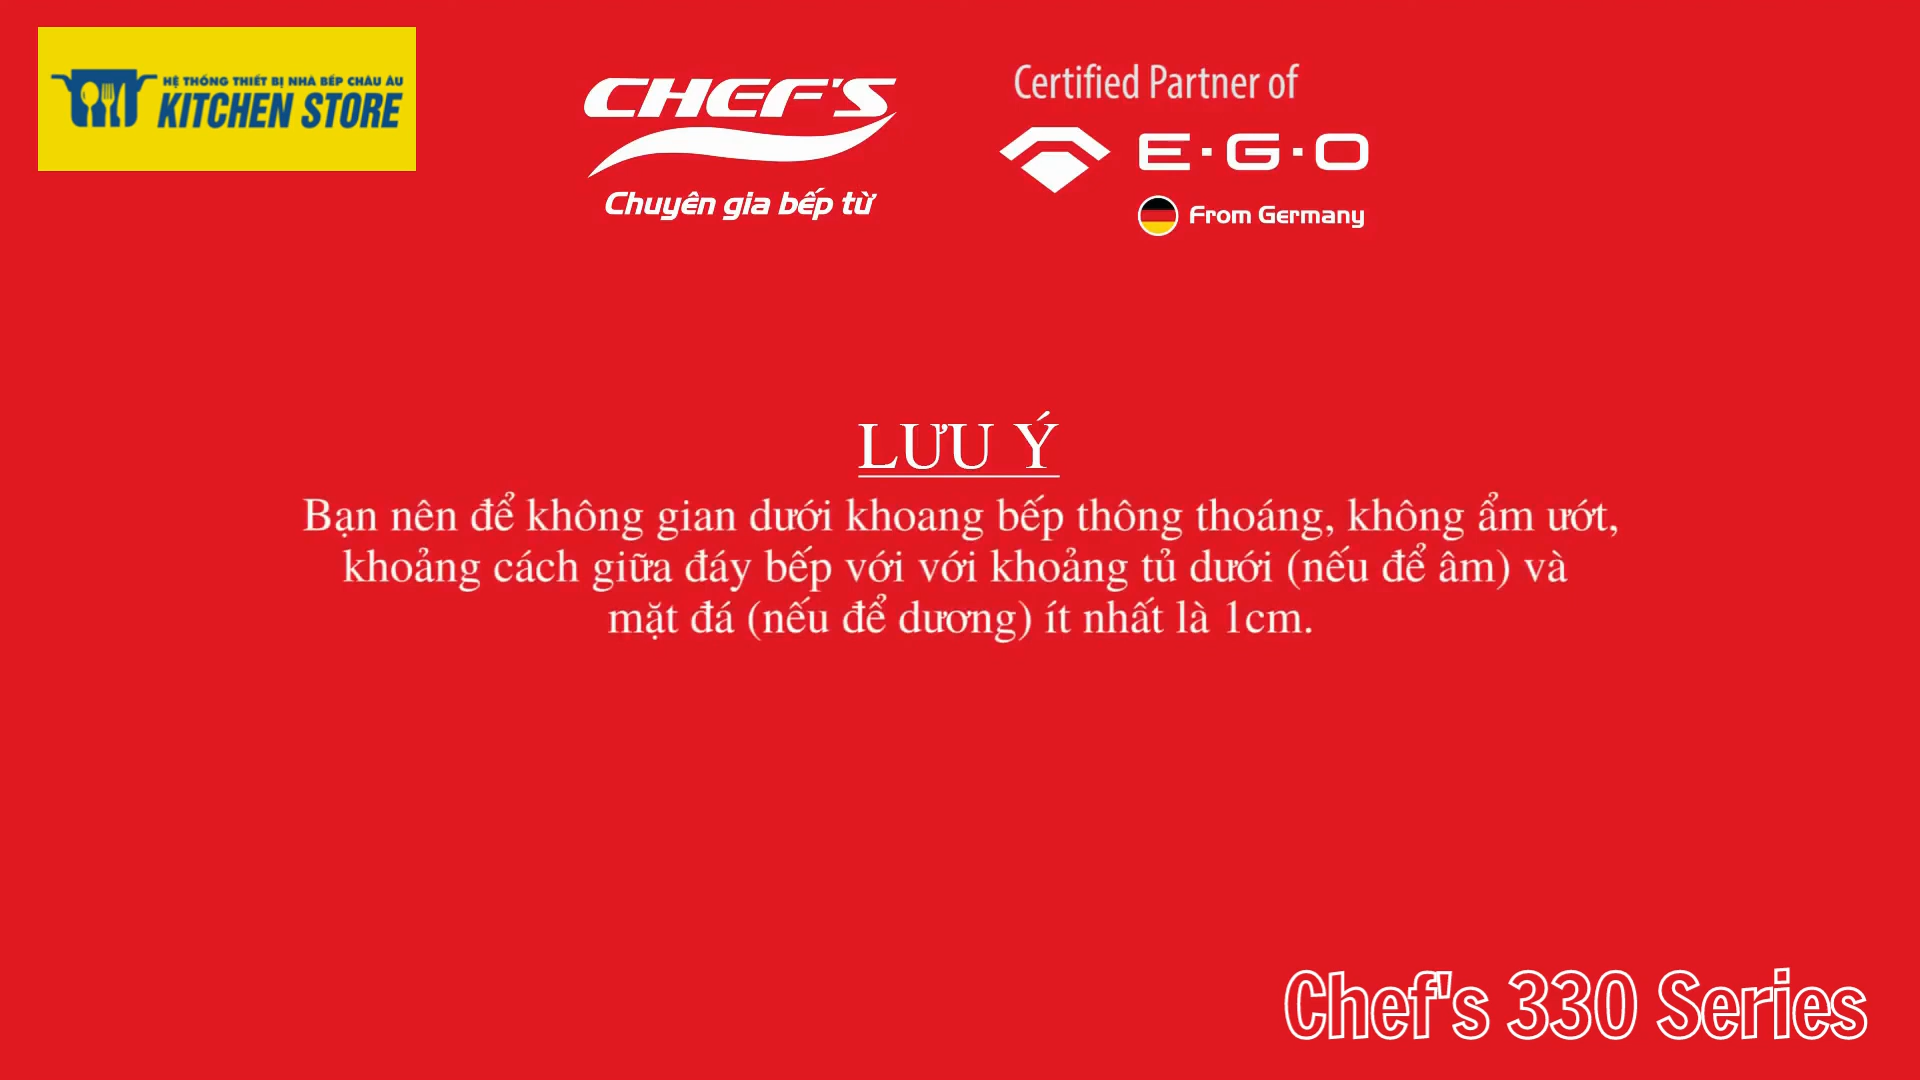 HỆ THỐNG THIẾT BỊ NHÀ BẾP CHÂU ÂU
KITCHEN STORE
CHEF'S
Chuyên gia bếp từ
Certified Partner of
E·G·O
From Germany
LƯU Ý
Bạn nên để không gian dưới khoang bếp thông thoáng, không ẩm ướt,
khoảng cách giữa đáy bếp với với khoảng tủ dưới (nếu để âm) và
mặt đá (nếu để dương) ít nhất là 1cm.
Chef's 330 Series